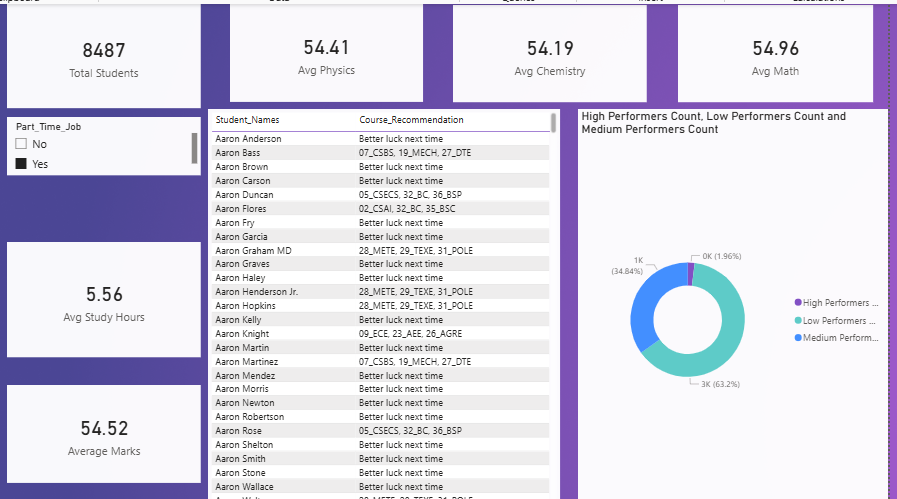 8487
Total Students
54.41
Avg Physics
54.19
Avg Chemistry
54.96
Avg Math
Part_Time_Job
No
Yes
5.56
Avg Study Hours
54.52
Average Marks
Student_Names Course_Recommendation
Aaron Anderson Better luck next time
Aaron Bass 07_CSBS, 19_MECH, 27_DTE
Aaron Brown Better luck next time
Aaron Carson Better luck next time
Aaron Duncan 05_CSECS, 32_BC, 36_BSP
Aaron Flores 02_CSAI, 32_BC, 35_BSC
Aaron Fry Better luck next time
Aaron Garcia Better luck next time
Aaron Graham MD 28_METE, 29_TEXE, 31_POLE
Aaron Graves Better luck next time
Aaron Haley Better luck next time
Aaron Henderson Jr. 28_METE, 29_TEXE, 31_POLE
Aaron Hopkins 28_METE, 29_TEXE, 31_POLE
Aaron Kelly Better luck next time
Aaron Knight 09_ECE, 23_AEE, 26_AGRE
Aaron Martin Better luck next time
Aaron Martinez 07_CSBS, 19_MECH, 27_DTE
Aaron Mendez Better luck next time
Aaron Morris Better luck next time
Aaron Newton Better luck next time
Aaron Robertson Better luck next time
Aaron Rose 05_CSECS, 32_BC, 36_BSP
Aaron Shelton Better luck next time
Aaron Smith Better luck next time
Aaron Stone Better luck next time
Aaron Wallace Better luck next time
High Performers Count, Low Performers Count and
Medium Performers Count
0K (1.96%)
1K
(34.84%)
3K (63.2%)
High Performers ...
Low Performers ...
Medium Perform...